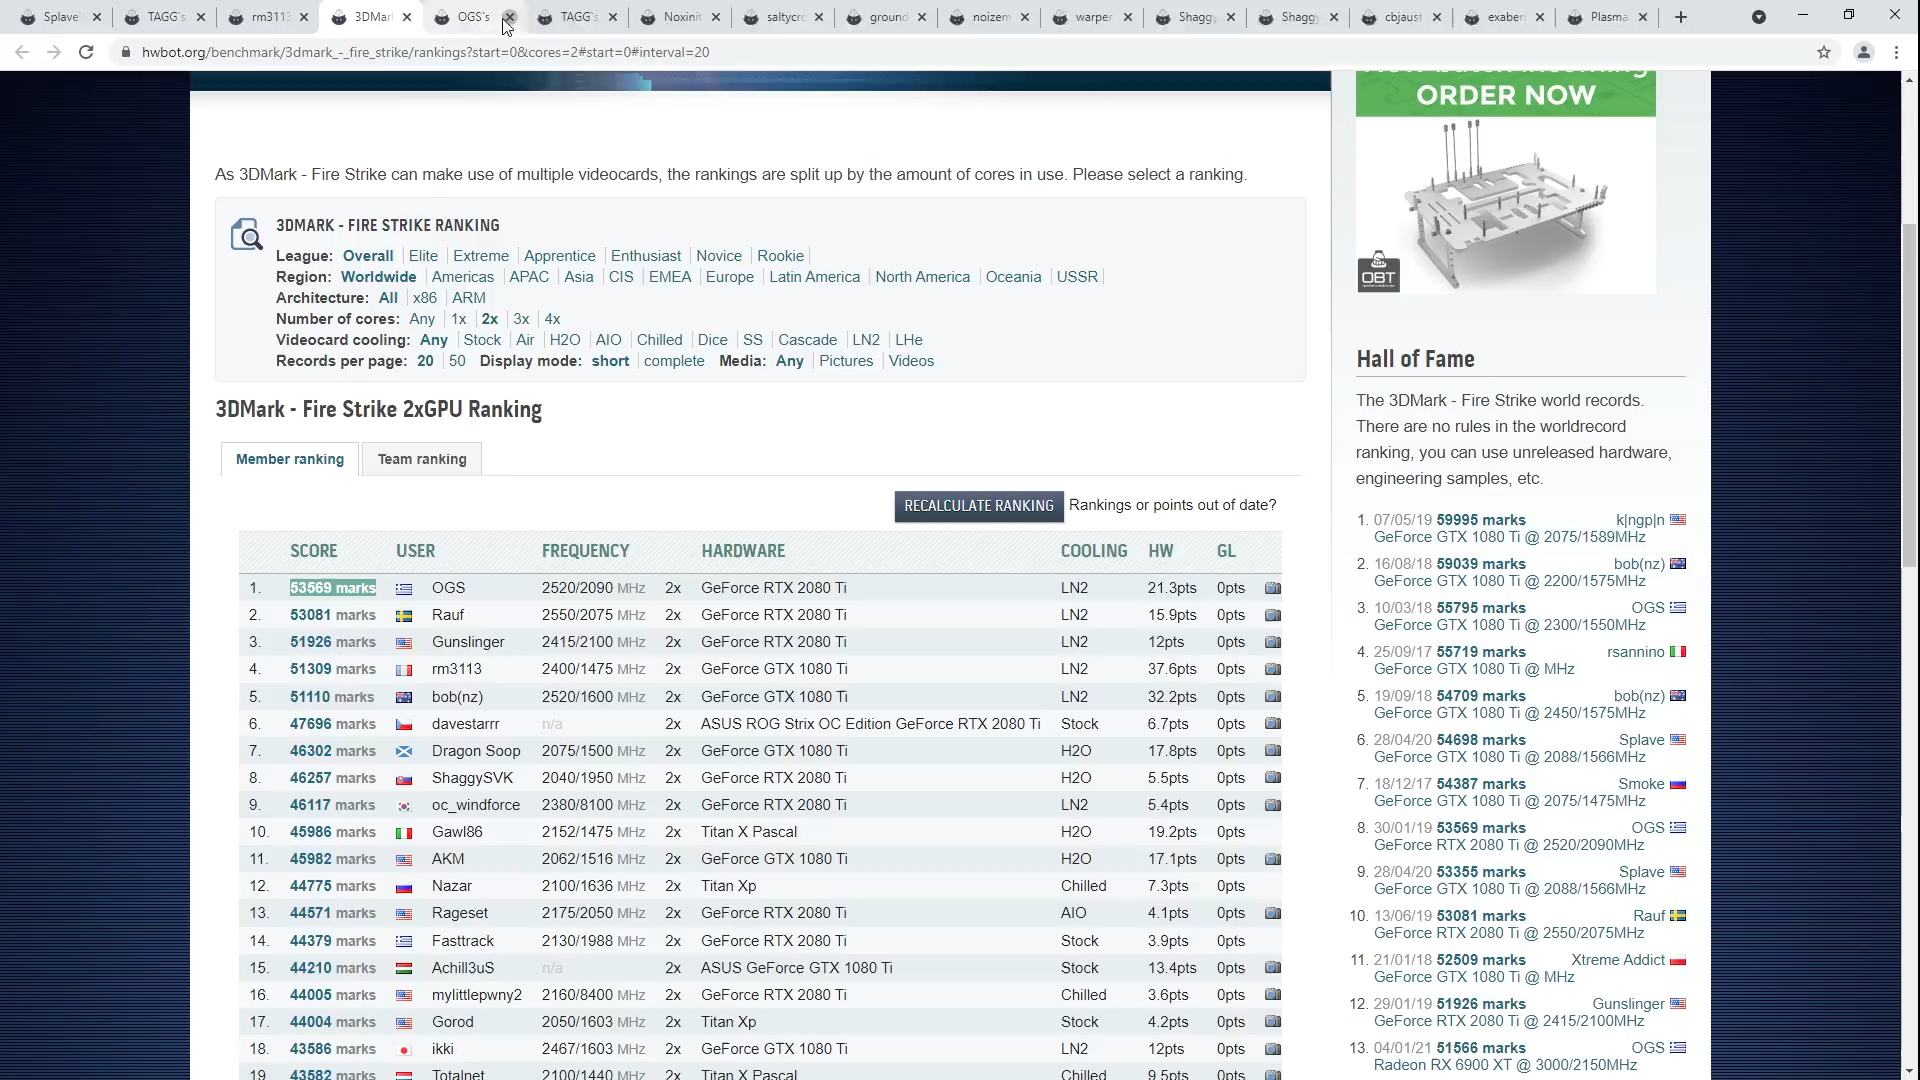 Splave`
TAGG`s
rm3113
3DMar
OGS`s
TAGG`s
Noxinit
saltycro
ground
noizem
warper
Shaggy
Shaggy
cbjaust
exaber
Plasma
hwbot.org/benchmark/3dmark_-_fire_strike/rankings?start=0&cores=2#start=0#interval=20
ORDER NOW
OBT
As 3DMark - Fire Strike can make use of multiple videocards, the rankings are split up by the amount of cores in use. Please select a ranking.
3DMARK - FIRE STRIKE RANKING
League: Overall Elite Extreme Apprentice Enthusiast Novice Rookie
Region: Worldwide Americas APAC Asia CIS EMEA Europe Latin America North America Oceania USSR
Architecture: All x86 ARM
Number of cores: Any 1x 2x 3x 4x
Videocard cooling: Any Stock Air H2O AIO Chilled Dice SS Cascade LN2 LHe
Records per page: 20 50 Display mode: short complete Media: Any Pictures Videos
3DMark - Fire Strike 2xGPU Ranking
Member ranking Team ranking
RECALCULATE RANKING Rankings or points out of date?
SCORE USER FREQUENCY HARDWARE COOLING HW GL
1. 53569 marks OGS 2520/2090 MHz 2x GeForce RTX 2080 Ti LN2 21.3pts 0pts
2. 53081 marks Rauf 2550/2075 MHz 2x GeForce RTX 2080 Ti LN2 15.9pts 0pts
3. 51926 marks Gunslinger 2415/2100 MHz 2x GeForce RTX 2080 Ti LN2 12pts 0pts
4. 51309 marks rm3113 2400/1475 MHz 2x GeForce GTX 1080 Ti LN2 37.6pts 0pts
5. 51110 marks bob(nz) 2520/1600 MHz 2x GeForce GTX 1080 Ti LN2 32.2pts 0pts
6. 47696 marks davestarrr n/a 2x ASUS ROG Strix OC Edition GeForce RTX 2080 Ti Stock 6.7pts 0pts
7. 46302 marks Dragon Soop 2075/1500 MHz 2x GeForce GTX 1080 Ti H2O 17.8pts 0pts
8. 46257 marks ShaggySVK 2040/1950 MHz 2x GeForce RTX 2080 Ti H2O 5.5pts 0pts
9. 46117 marks oc_windforce 2380/8100 MHz 2x GeForce RTX 2080 Ti LN2 5.4pts 0pts
10. 45986 marks Gawl86 2152/1475 MHz 2x Titan X Pascal H2O 19.2pts 0pts
11. 45982 marks AKM 2062/1516 MHz 2x GeForce GTX 1080 Ti H2O 17.1pts 0pts
12. 44775 marks Nazar 2100/1636 MHz 2x Titan Xp Chilled 7.3pts 0pts
13. 44571 marks Rageset 2175/2050 MHz 2x GeForce RTX 2080 Ti AIO 4.1pts 0pts
14. 44379 marks Fasttrack 2130/1988 MHz 2x GeForce RTX 2080 Ti Stock 3.9pts 0pts
15. 44210 marks Achill3uS n/a 2x ASUS GeForce GTX 1080 Ti Stock 13.4pts 0pts
16. 44005 marks mylittlepwny2 2160/8400 MHz 2x GeForce RTX 2080 Ti Chilled 3.6pts 0pts
17. 44004 marks Gorod 2050/1603 MHz 2x Titan Xp Stock 4.2pts 0pts
18. 43586 marks ikki 2467/1603 MHz 2x GeForce GTX 1080 Ti LN2 12pts 0pts
19 43582 marks Totalnet 2100/1440 MHz 2x Titan X Pascal Chilled 9.5pts 0pts
Hall of Fame
The 3DMark - Fire Strike world records.
There are no rules in the worldrecord
ranking, you can use unreleased hardware,
engineering samples, etc.
1. 07/05/19 59995 marks k|ngp|n
GeForce GTX 1080 Ti @ 2075/1589MHz
2. 16/08/18 59039 marks bob(nz)
GeForce GTX 1080 Ti @ 2200/1575MHz
3. 10/03/18 55795 marks OGS
GeForce GTX 1080 Ti @ 2300/1550MHz
4. 25/09/17 55719 marks rsannino
GeForce GTX 1080 Ti @ MHz
5. 19/09/18 54709 marks bob(nz)
GeForce GTX 1080 Ti @ 2450/1575MHz
6. 28/04/20 54698 marks Splave
GeForce GTX 1080 Ti @ 2088/1566MHz
7. 18/12/17 54387 marks Smoke
GeForce GTX 1080 Ti @ 2075/1475MHz
8. 30/01/19 53569 marks OGS
GeForce RTX 2080 Ti @ 2520/2090MHz
9. 28/04/20 53355 marks Splave
GeForce GTX 1080 Ti @ 2088/1566MHz
10. 13/06/19 53081 marks Rauf
GeForce RTX 2080 Ti @ 2550/2075MHz
11. 21/01/18 52509 marks Xtreme Addict
GeForce GTX 1080 Ti @ MHz
12. 29/01/19 51926 marks Gunslinger
GeForce RTX 2080 Ti @ 2415/2100MHz
13. 04/01/21 51566 marks OGS
Radeon RX 6900 XT @ 3000/2150MHz